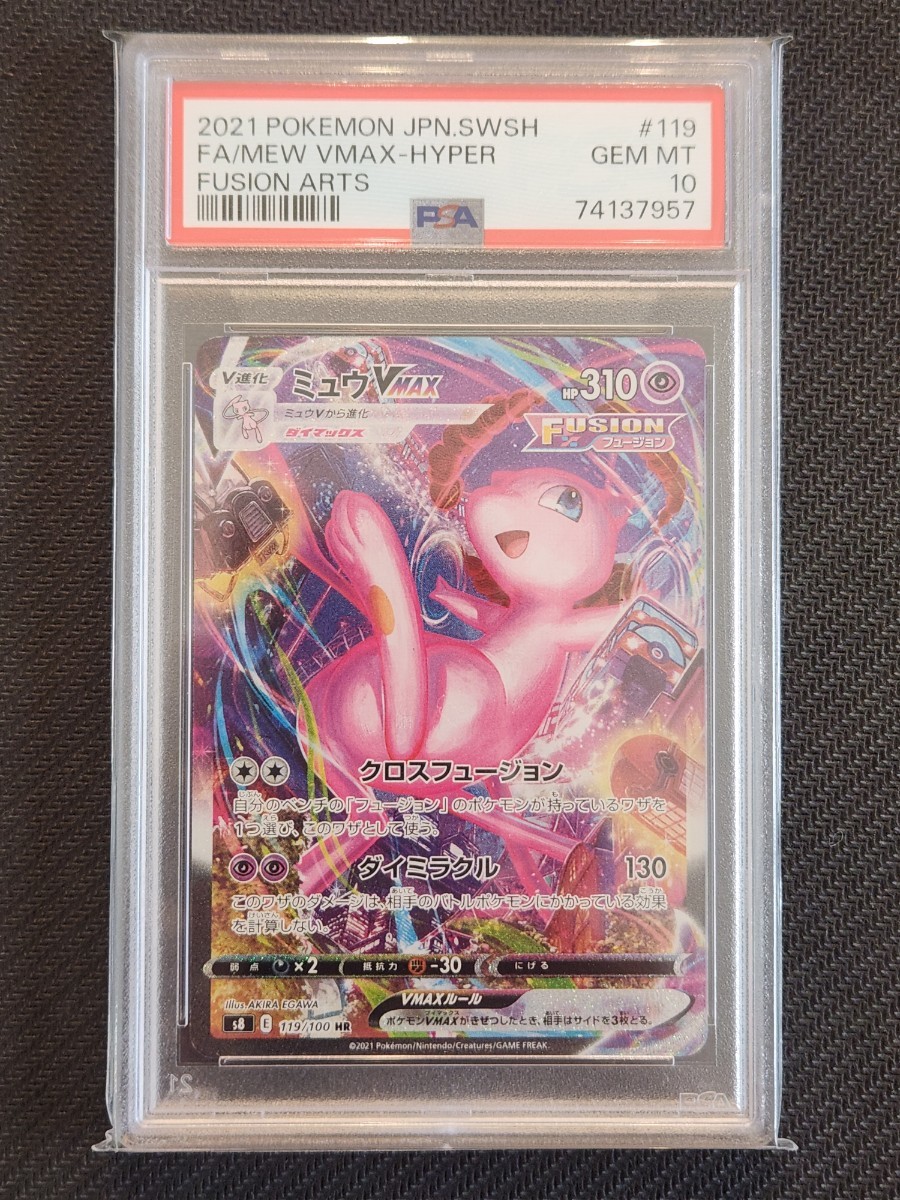 2021 POKEMON JPN.SWSH #119
FA/MEW VMAX-HYPER GEM MT
FUSION ARTS 10
74137957
PSA
V進化
ミュウVMAX
HP310
ミュウVから進化
ダイマックス
FUSION
フュージョン
クロスフュージョン
自分のベンチの「フュージョン」のポケモンが持っているワザを
1つ選び、このワザとして使う。
ダイミラクル 130
このワザのダメージは、相手のバトルポケモンにかかっている効果
を計算しない。
弱点 ×2 抵抗力 -30 にげる
Illus. AKIRA EGAWA
VMAXルール
s8 E 119/100 HR
ポケモンVMAXがきぜつしたとき、相手はサイドを3枚とる。
©2021 Pokémon/Nintendo/Creatures/GAME FREAK.